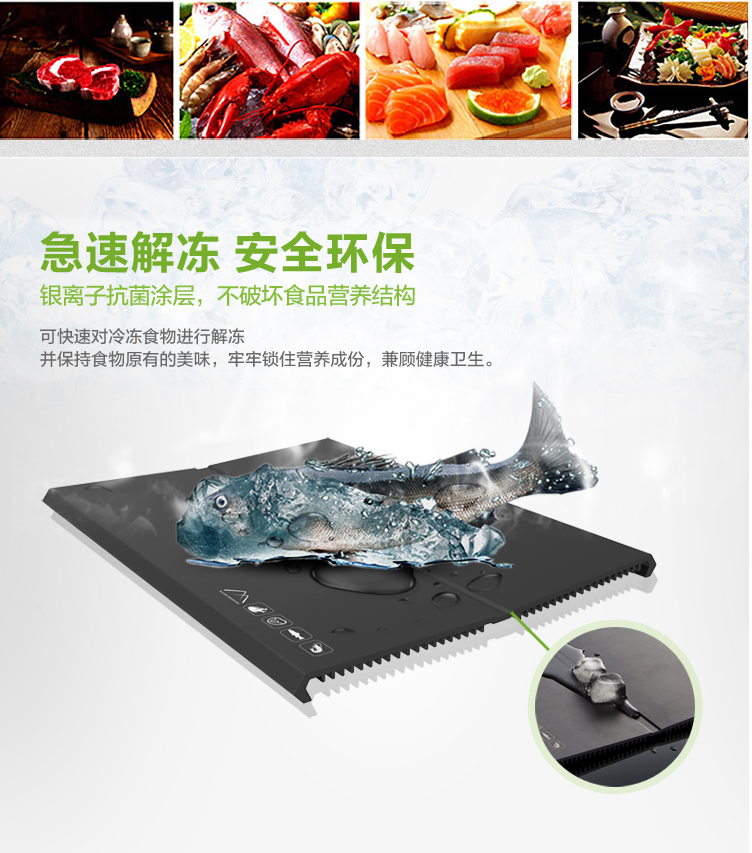 急速解冻 安全环保
银离子抗菌涂层，不破坏食品营养结构
可快速对冷冻食物进行解冻
并保持食物原有的美味，牢牢锁住营养成份，兼顾健康卫生。